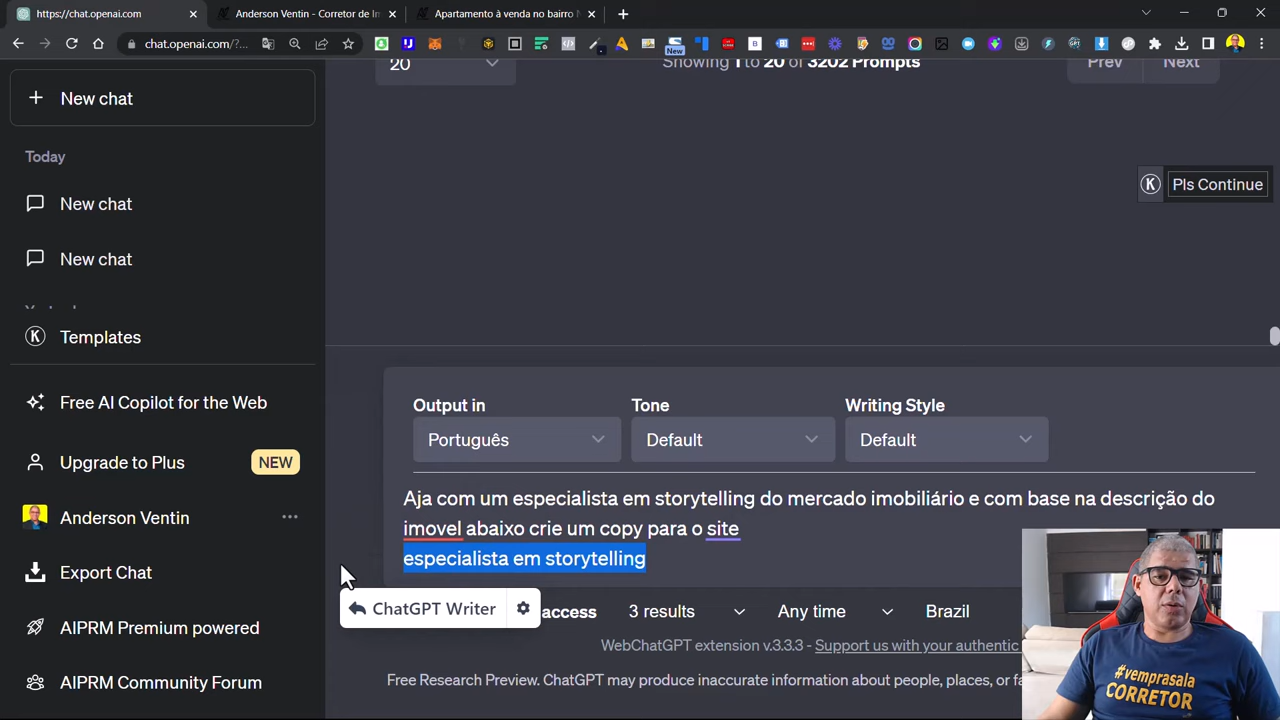 https://chat.openai.com
Anderson Ventin - Corretor de Im
Apartamento à venda no bairro
chat.openai.com/?...
New
20
Showing 1 to 20 of 3202 Prompts
Prev
Next
New chat
Today
New chat
New chat
Templates
Free AI Copilot for the Web
Upgrade to Plus
NEW
Anderson Ventin
Export Chat
AIPRM Premium powered
AIPRM Community Forum
K
Pls Continue
Output in
Tone
Writing Style
Português
Default
Default
Aja com um especialista em storytelling do mercado imobiliário e com base na descrição do
imovel abaixo crie um copy para o site
especialista em storytelling
ChatGPT Writer
access
3 results
Any time
Brazil
WebChatGPT extension v.3.3.3 - Support us with your authentic
Free Research Preview. ChatGPT may produce inaccurate information about people, places, or
#vemprasala
CORRETOR